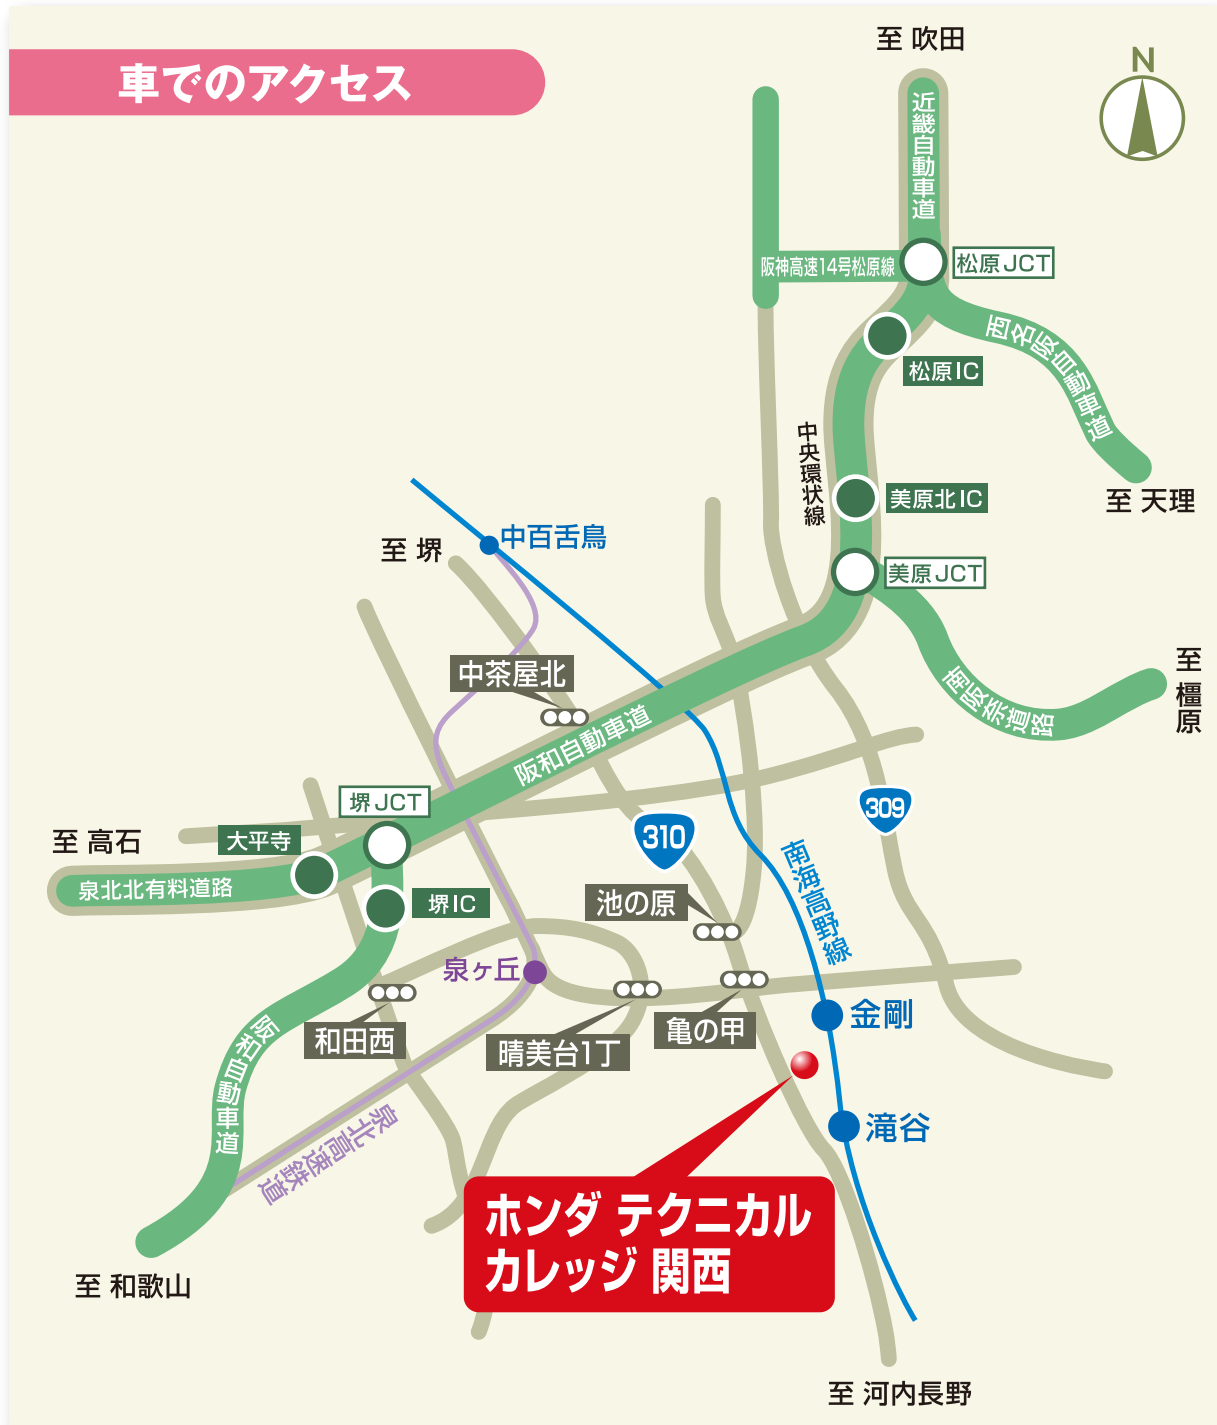 車でのアクセス
至 吹田
N
近畿自動車道
阪神高速14号松原線
松原JCT
西名阪自動車道
松原IC
中央環状線
美原北IC
至 天理
至 堺
中百舌鳥
美原JCT
中茶屋北
至 橿原
南阪奈道路
阪和自動車道
堺JCT
309
至 高石
大平寺
310
泉北北有料道路
堺IC
池の原
南海高野線
泉ヶ丘
和田西
晴美台1丁
亀の甲
金剛
阪和自動車道
滝谷
泉北高速鉄道
ホンダ テクニカル
カレッジ 関西
至 和歌山
至 河内長野